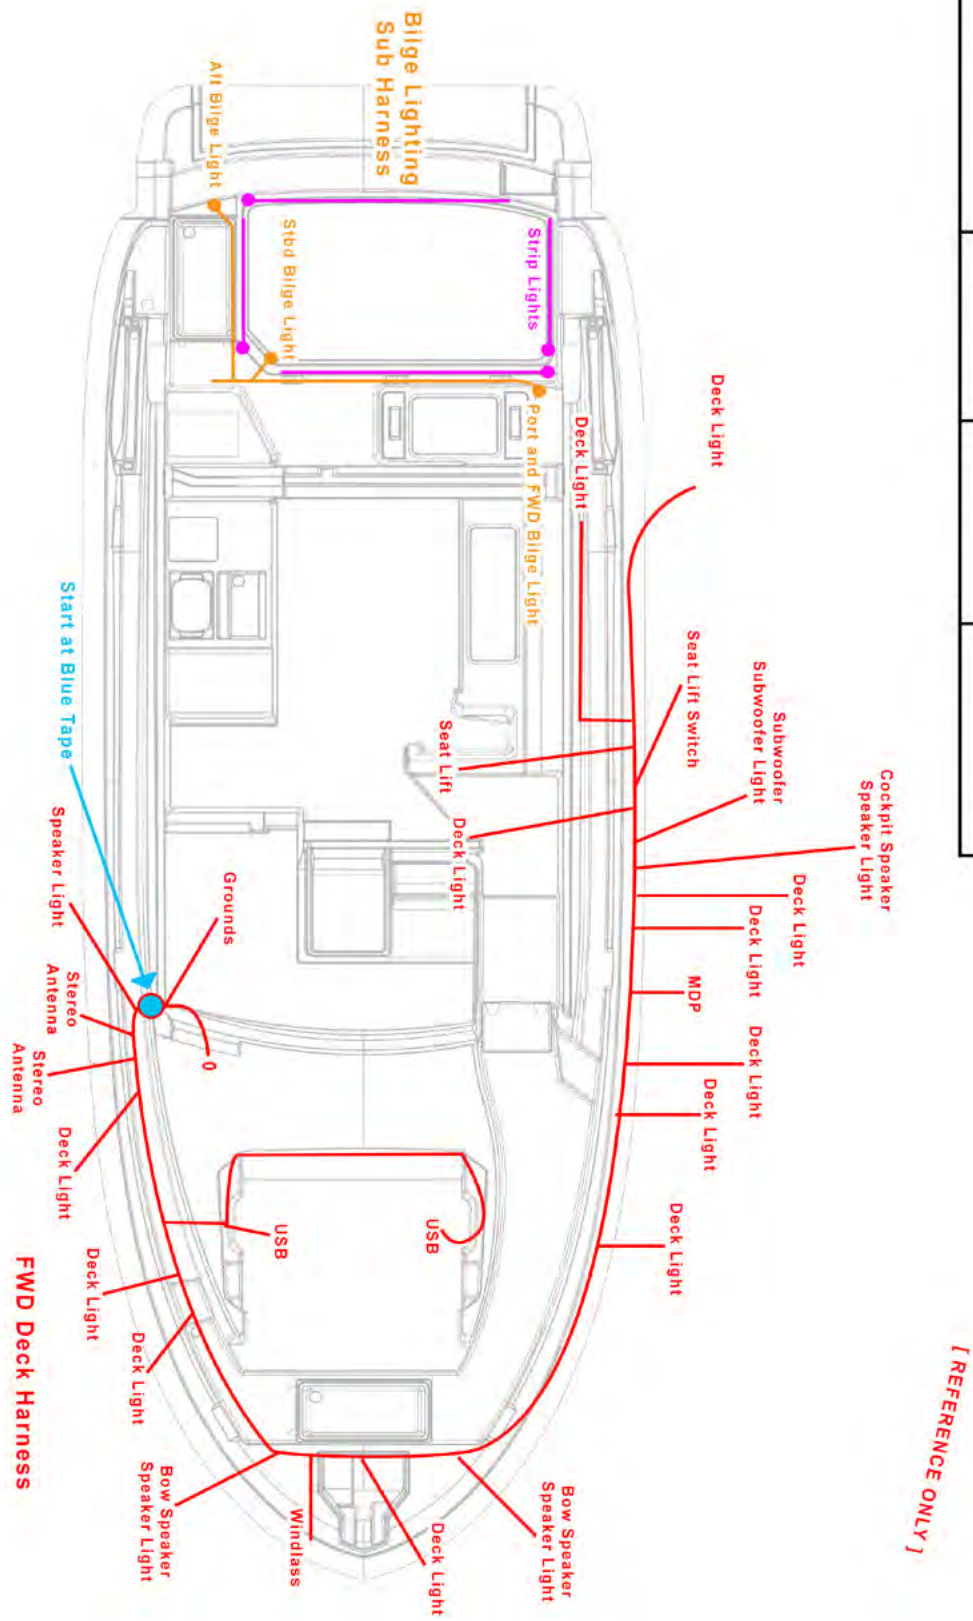 [ REFERENCE ONLY ]
Cockpit Speaker
Speaker Light
Subwoofer
Subwoofer Light
Deck Light
Seat Lift Switch
Deck Light
Deck Light
MDP
Deck Light
Deck Light
Deck Light
Deck Light
Bow Speaker
Speaker Light
Deck Light
Port and FWD Bilge Light
Strip Lights
Seat Lift
Deck Light
USB
Deck Light
Bilge Lighting
Sub Harness
Stbd Bilge Light
USB
Windlass
Aft Bilge Light
Grounds
0
Bow Speaker
Speaker Light
Deck Light
Deck Light
Deck Light
Start at Blue Tape
Speaker Light
Stereo
Antenna
Stereo
Antenna
FWD Deck Harness